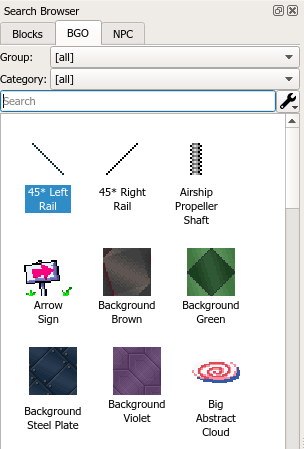 Search Browser
Blocks
BGO
NPC
Group: [all]
Category: [all]
Search
45* Left
Rail
45* Right
Rail
Airship
Propeller
Shaft
Arrow
Sign
Background
Brown
Background
Green
Background
Steel Plate
Background
Violet
Big
Abstract
Cloud